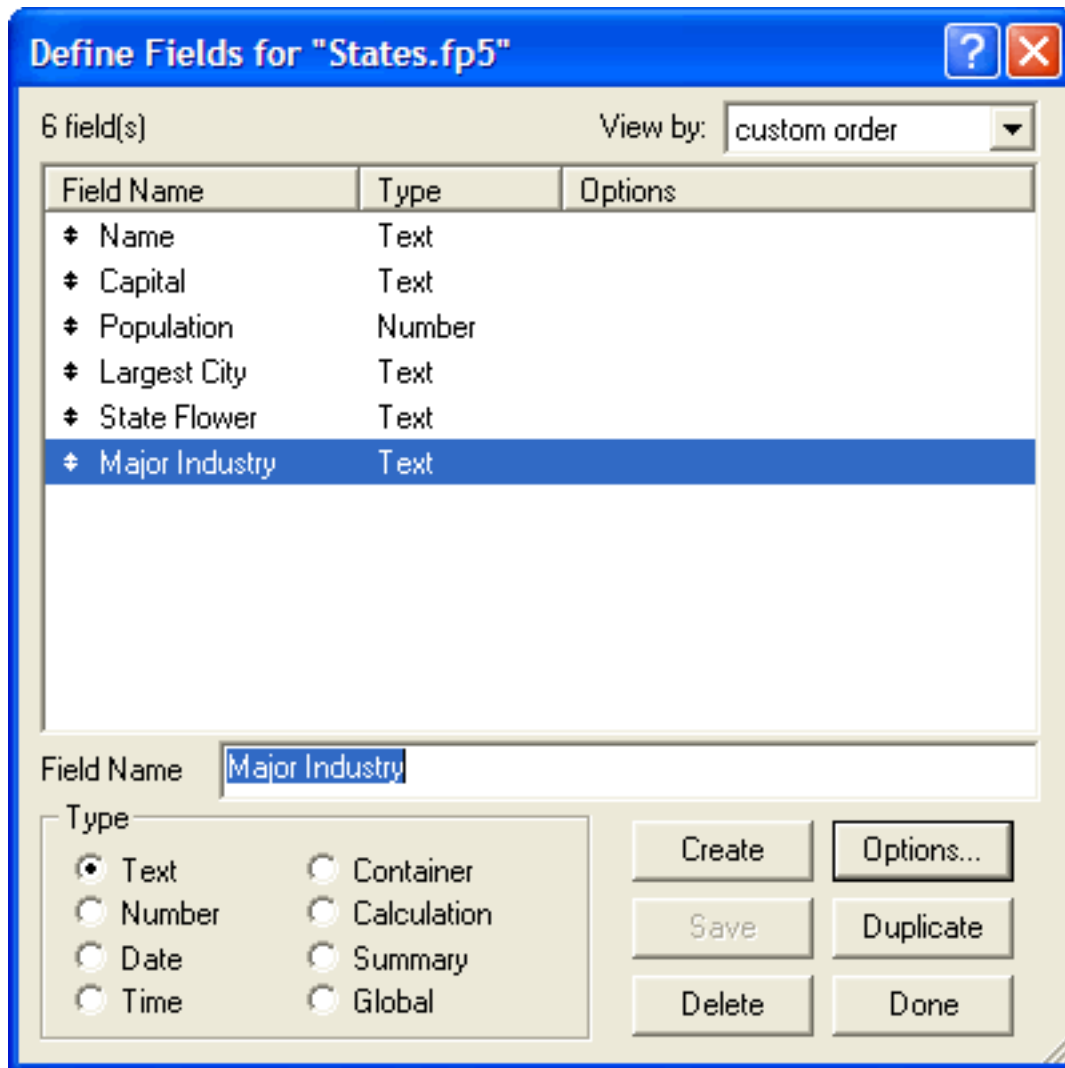 Define Fields for "States.fp5"
6 field(s) View by: custom order
Field Name Type Options
Name Text
Capital Text
Population Number
Largest City Text
State Flower Text
Major Industry Text
Field Name Major Industry
Type
Text Container
Number Calculation
Date Summary
Time Global
Create Options...
Save Duplicate
Delete Done